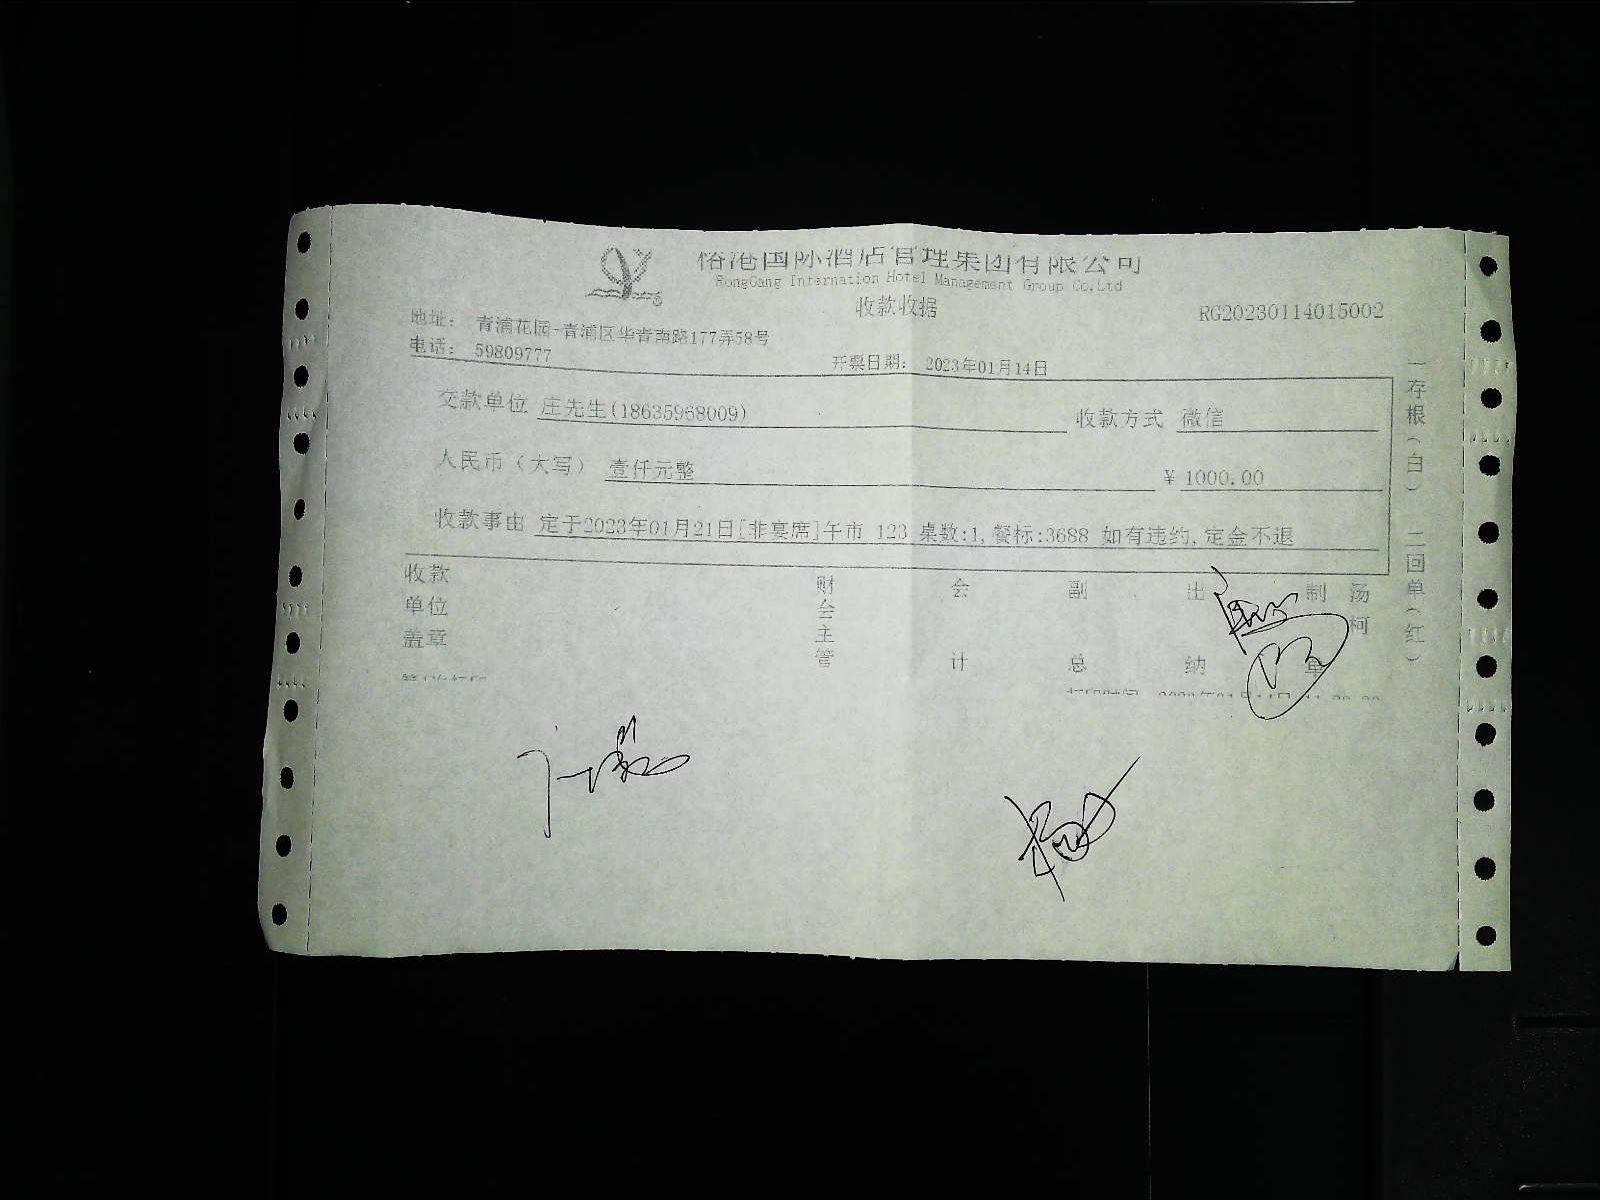 榕港国际酒店管理集团有限公司
RongGang Internation Hotel Management Group Co,Ltd
收款收据
RG20230114015002
地址: 青浦花园-青浦区华青南路177弄58号
电话: 59809777
开票日期: 2023年01月14日
交款单位 庄先生(18635968009) 收款方式 微信
人民币(大写) 壹仟元整 ¥ 1000.00
收款事由 定于2023年01月21日[非宴席]午市 123 桌数:1,餐标:3688 如有违约,定金不退
收款单位盖章 财会主管 会计 副总 出纳 制单 汤柯
一存根(白) 二回单(红)